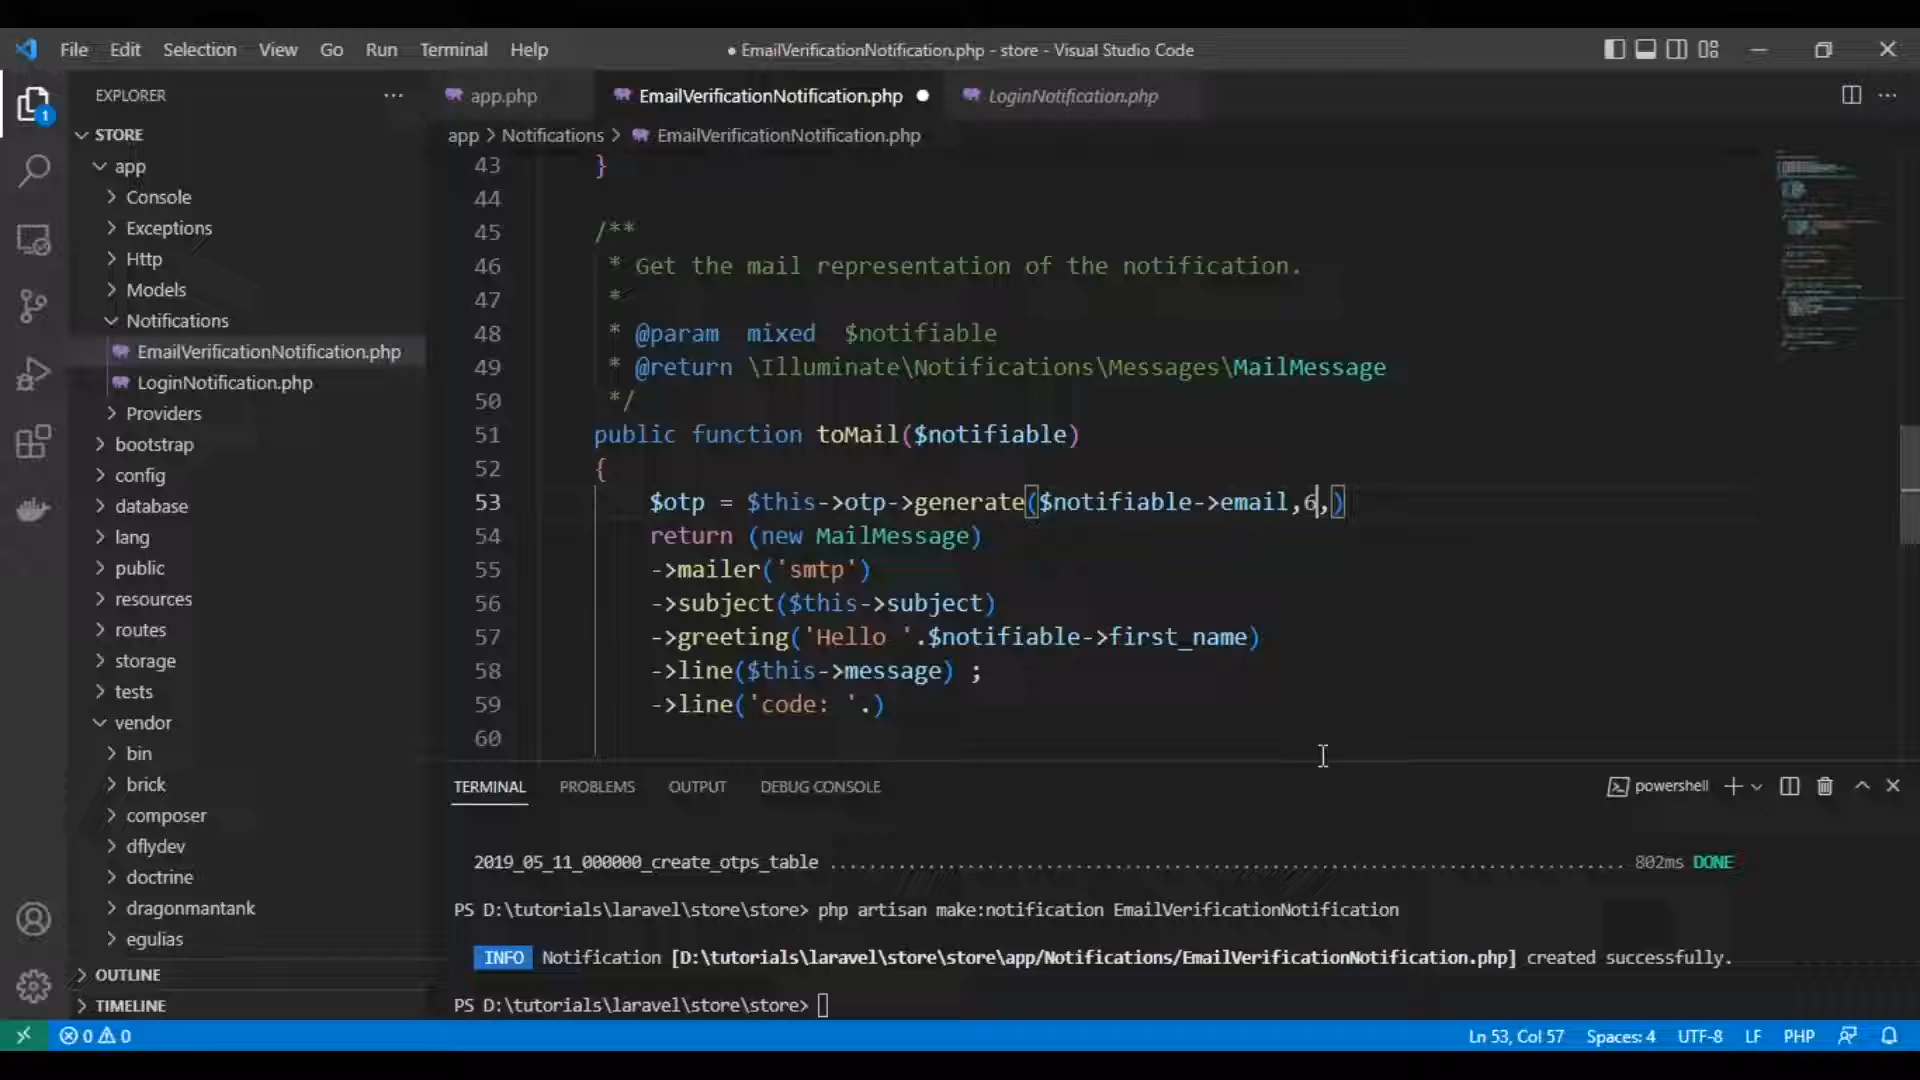 File Edit Selection View Go Run Terminal Help
● EmailVerificationNotification.php - store - Visual Studio Code
EXPLORER ...
app.php
EmailVerificationNotification.php ●
LoginNotification.php
1
app > Notifications > EmailVerificationNotification.php
STORE
app
Console
Exceptions
Http
Models
Notifications
EmailVerificationNotification.php
LoginNotification.php
Providers
bootstrap
config
database
lang
public
resources
routes
storage
tests
vendor
bin
brick
composer
dflydev
doctrine
dragonmantank
egulias
OUTLINE
TIMELINE
43 }
44
45 /**
46 * Get the mail representation of the notification.
47 *
48 * @param mixed $notifiable
49 * @return \Illuminate\Notifications\Messages\MailMessage
50 */
51 public function toMail($notifiable)
52 {
53 $otp = $this->otp->generate($notifiable->email,6,)
54 return (new MailMessage)
55 ->mailer('smtp')
56 ->subject($this->subject)
57 ->greeting('Hello '.$notifiable->first_name)
58 ->line($this->message) ;
59 ->line('code: '.)
60
TERMINAL PROBLEMS OUTPUT DEBUG CONSOLE
powershell
2019_05_11_000000_create_otps_table ........................................................................ 802ms DONE
PS D:\tutorials\laravel\store\store> php artisan make:notification EmailVerificationNotification
INFO Notification [D:\tutorials\laravel\store\store\app/Notifications/EmailVerificationNotification.php] created successfully.
PS D:\tutorials\laravel\store\store>
0 0
Ln 53, Col 57 Spaces: 4 UTF-8 LF PHP